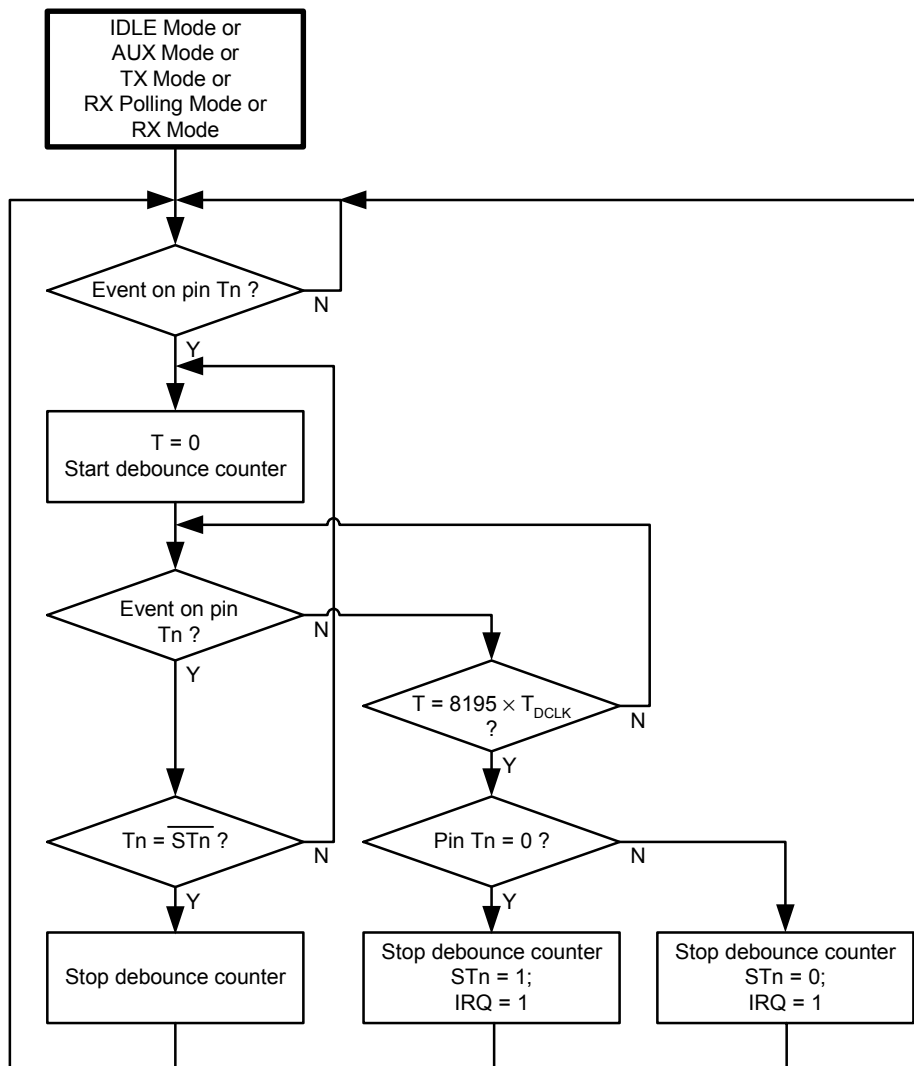 IDLE Mode or
AUX Mode or
TX Mode or
RX Polling Mode or
RX Mode
Event on pin Tn ?
N
Y
T = 0
Start debounce counter
Event on pin
Tn ?
N
Y
T = 8195 × T_DCLK
?
N
Y
Tn = S̅T̅n̅ ?
N
Y
Pin Tn = 0 ?
N
Y
Stop debounce counter
Stop debounce counter
STn = 1;
IRQ = 1
Stop debounce counter
STn = 0;
IRQ = 1